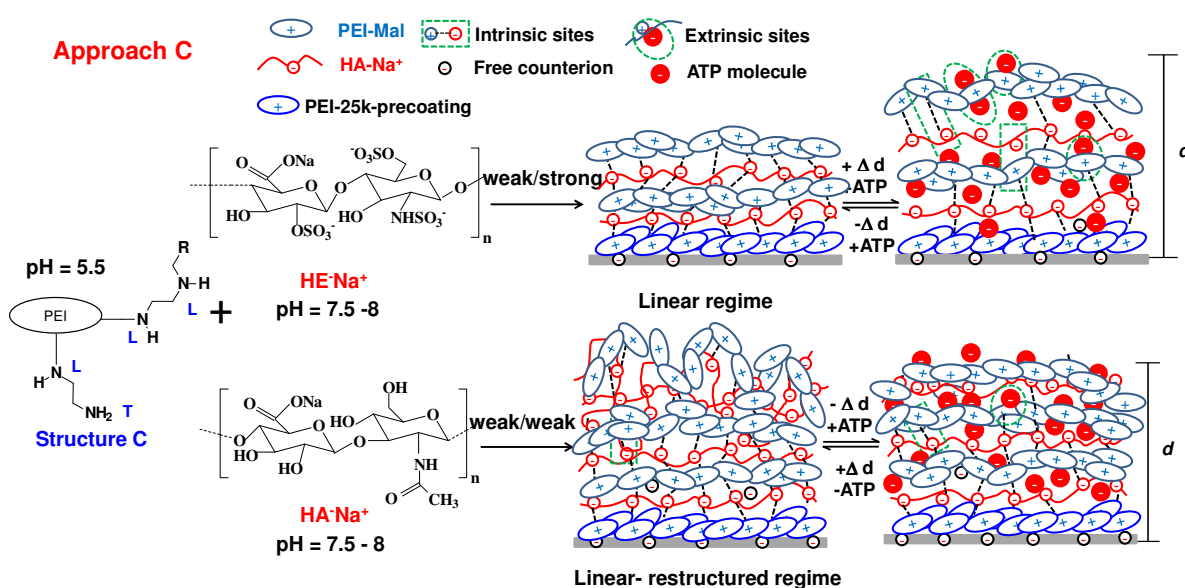 Approach C
PEI-Mal
Intrinsic sites
Extrinsic sites
HA-Na⁺
Free counterion
ATP molecule
PEI-25k-precoating
ONa
O
HO
OSO₃⁻
⁻O₃SO
O
HO
NHSO₃⁻
O
n
weak/strong
+ Δ d
-ATP
-Δ d
+ATP
d
pH = 5.5
R
N-H
L
PEI
N
H
L
L
H
N
NH₂ T
Structure C
+
HE⁻Na⁺
pH = 7.5 -8
Linear regime
ONa
O
HO
OH
O
OH
HO
O
NH
O
CH₃
n
weak/weak
- Δ d
+ATP
+Δ d
-ATP
d
HA⁻Na⁺
pH = 7.5 - 8
Linear- restructured regime